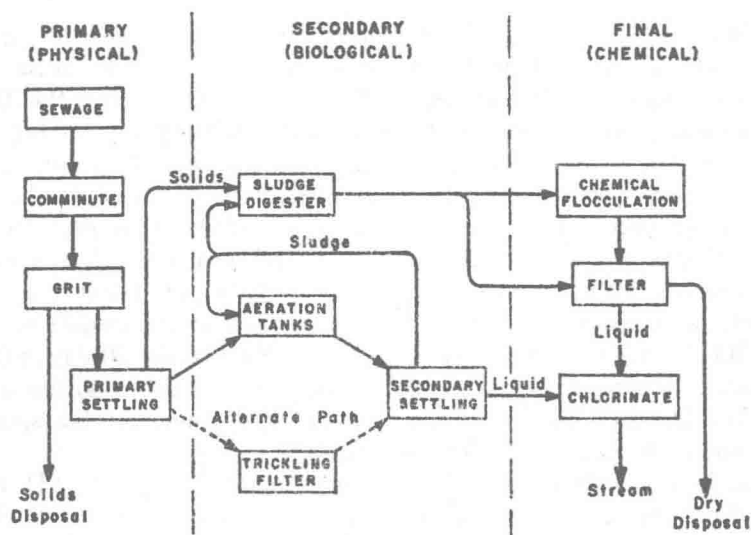 PRIMARY
(PHYSICAL)
SECONDARY
(BIOLOGICAL)
FINAL
(CHEMICAL)
SEWAGE
COMMINUTE
GRIT
PRIMARY
SETTLING
Solids
Disposal
Solids
SLUDGE
DIGESTER
Sludge
AERATION
TANKS
Alternate Path
TRICKLING
FILTER
SECONDARY
SETTLING
Liquid
CHEMICAL
FLOCCULATION
FILTER
Liquid
CHLORINATE
Stream
Dry
Disposal